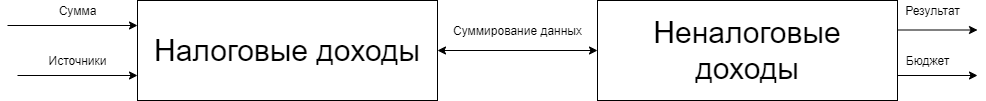 Сумма
Источники
Налоговые доходы
Суммирование данных
Неналоговые
доходы
Результат
Бюджет